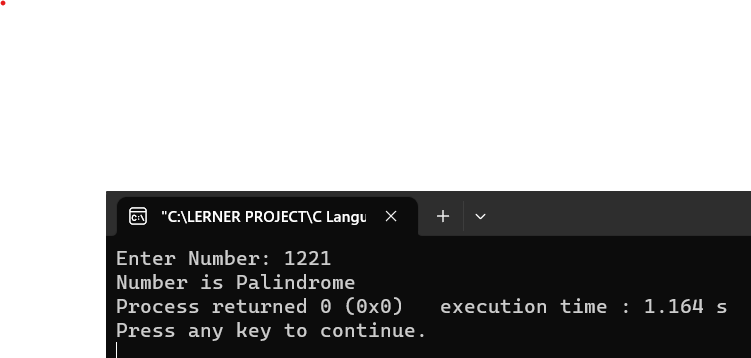 "C:\LERNER PROJECT\C Langu
Enter Number: 1221
Number is Palindrome
Process returned 0 (0x0)   execution time : 1.164 s
Press any key to continue.